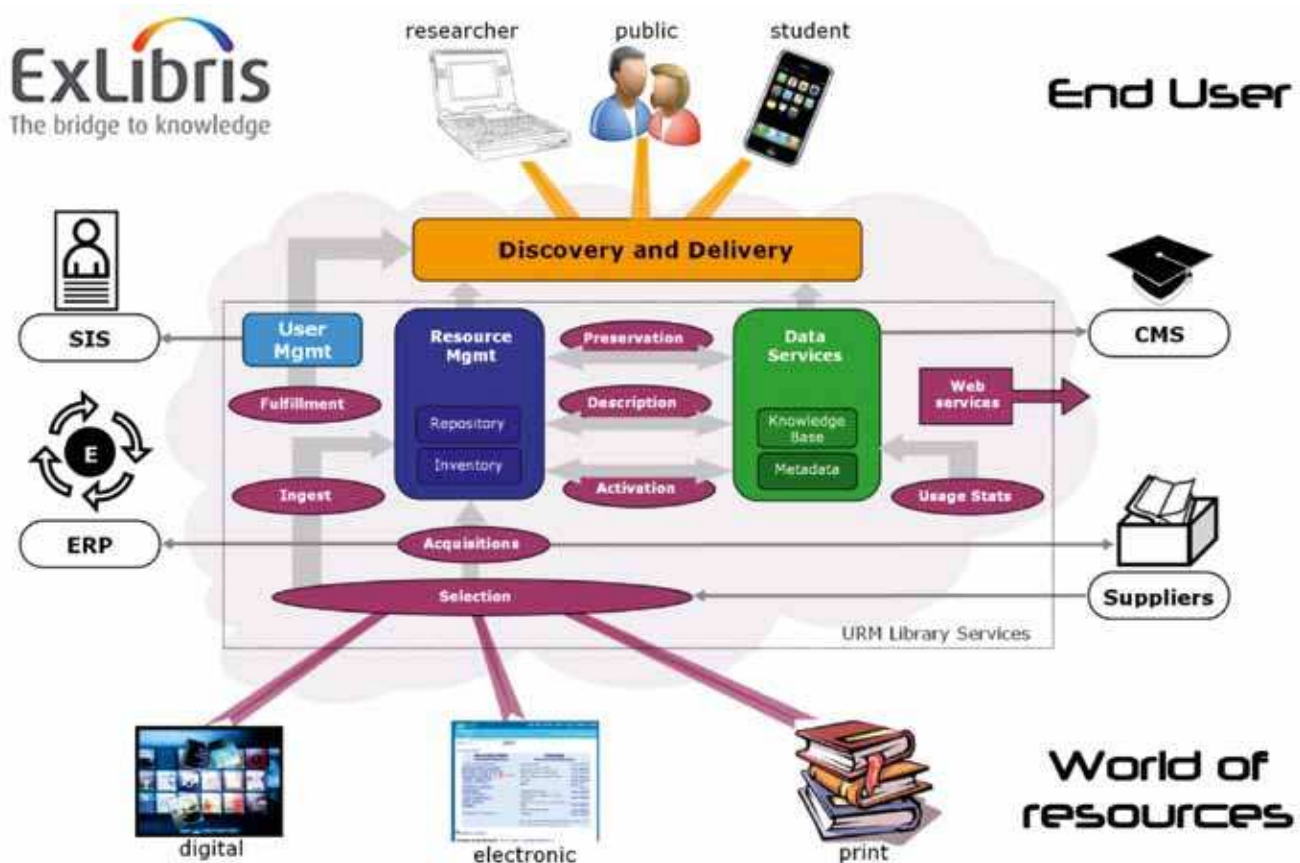 ExLibris
The bridge to knowledge
researcher
public
student
End User
Discovery and Delivery
SIS
User
Mgmt
Resource
Mgmt
Preservation
Data
Services
CMS
Fulfillment
Description
Web
services
Repository
Knowledge
Base
E
Inventory
Metadata
Ingest
Activation
Usage Stats
ERP
Acquisitions
Selection
Suppliers
URM Library Services
World of
resources
digital
electronic
print